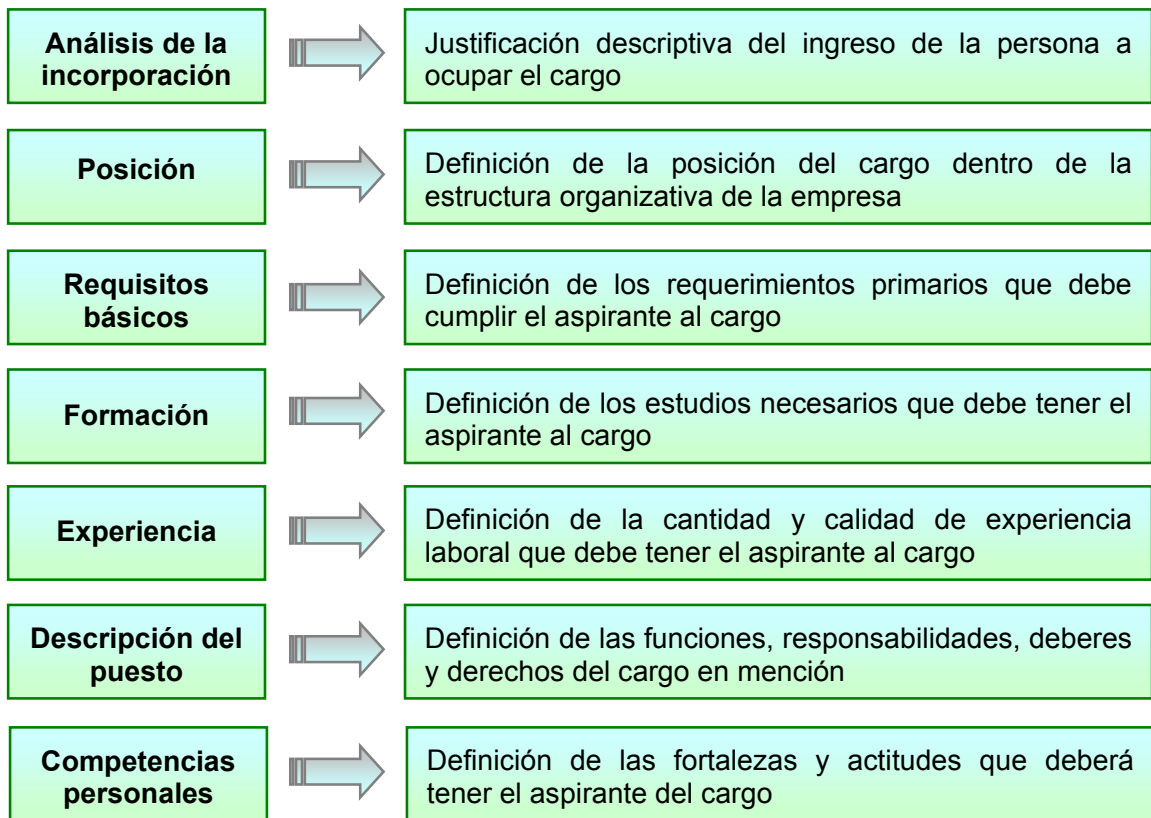 Análisis de la
incorporación
Justificación descriptiva del ingreso de la persona a
ocupar el cargo
Posición
Definición de la posición del cargo dentro de la
estructura organizativa de la empresa
Requisitos
básicos
Definición de los requerimientos primarios que debe
cumplir el aspirante al cargo
Formación
Definición de los estudios necesarios que debe tener el
aspirante al cargo
Experiencia
Definición de la cantidad y calidad de experiencia
laboral que debe tener el aspirante al cargo
Descripción del
puesto
Definición de las funciones, responsabilidades, deberes
y derechos del cargo en mención
Competencias
personales
Definición de las fortalezas y actitudes que deberá
tener el aspirante del cargo